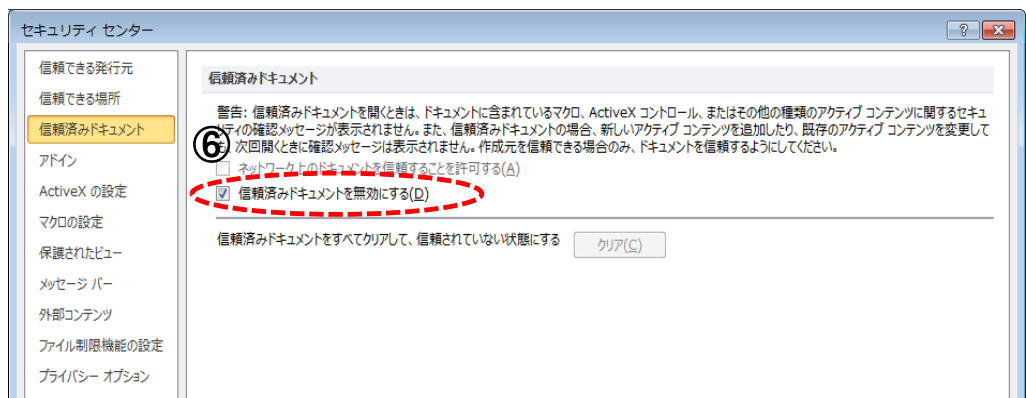 セキュリティ センター
信頼できる発行元
信頼できる場所
信頼済みドキュメント
アドイン
ActiveX の設定
マクロの設定
保護されたビュー
メッセージ バー
外部コンテンツ
ファイル制限機能の設定
プライバシー オプション
信頼済みドキュメント
警告: 信頼済みドキュメントを開くときは、ドキュメントに含まれているマクロ、ActiveX コントロール、またはその他の種類のアクティブ コンテンツに関するセキュ
リティの確認メッセージが表示されません。また、信頼済みドキュメントの場合、新しいアクティブ コンテンツを追加したり、既存のアクティブ コンテンツを変更して
も、次回開くときに確認メッセージは表示されません。作成元を信頼できる場合のみ、ドキュメントを信頼するようにしてください。
⑥
ネットワーク上のドキュメントを信頼することを許可する(A)
信頼済みドキュメントを無効にする(D)
信頼済みドキュメントをすべてクリアして、信頼されていない状態にする クリア(C)